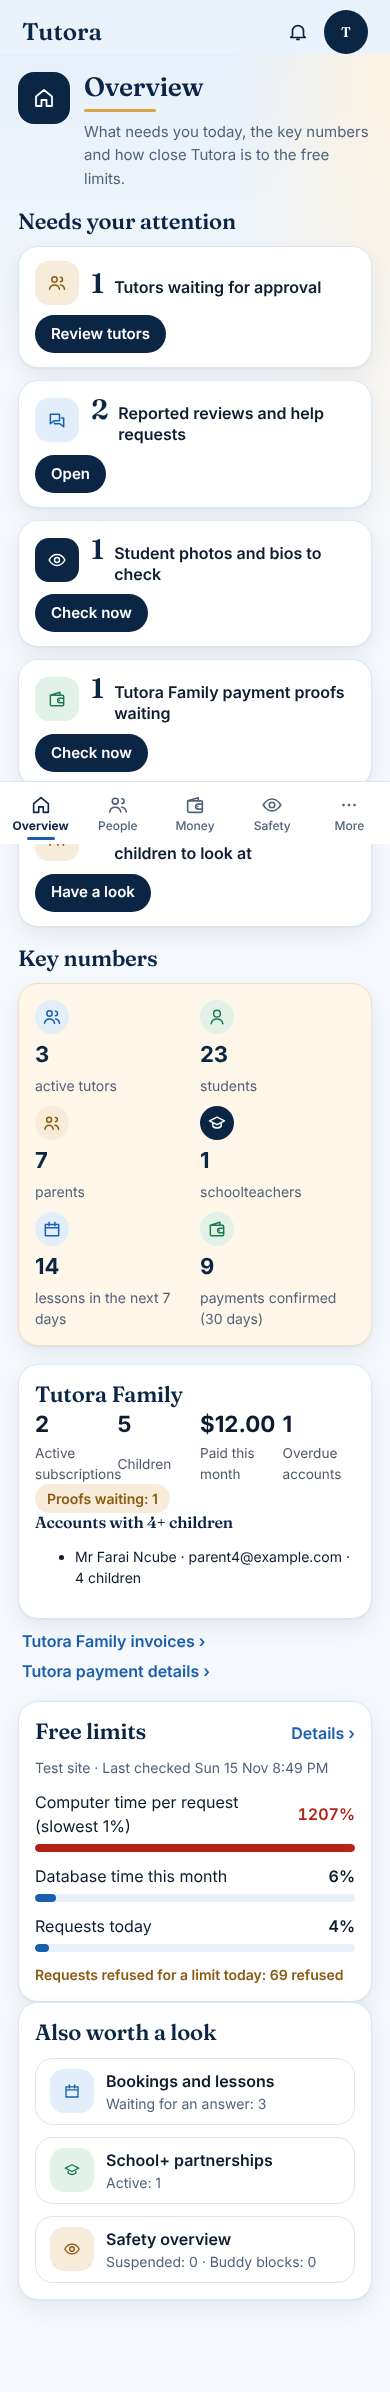 Tutora
T
Overview
What needs you today, the key numbers
and how close Tutora is to the free
limits.
Needs your attention
1 Tutors waiting for approval
Review tutors
2 Reported reviews and help
requests
Open
1 Student photos and bios to
check
Check now
1 Tutora Family payment proofs
waiting
Check now
Overview People Money Safety More
children to look at
Have a look
Key numbers
3 23
active tutors students
7 1
parents schoolteachers
14 9
lessons in the next 7 payments confirmed
days (30 days)
Tutora Family
2 5 $12.00 1
Active Children Paid this Overdue
subscriptions month accounts
Proofs waiting: 1
Accounts with 4+ children
• Mr Farai Ncube · parent4@example.com ·
4 children
Tutora Family invoices ›
Tutora payment details ›
Free limits Details ›
Test site · Last checked Sun 15 Nov 8:49 PM
Computer time per request
(slowest 1%) 1207%
Database time this month 6%
Requests today 4%
Requests refused for a limit today: 69 refused
Also worth a look
Bookings and lessons
Waiting for an answer: 3
School+ partnerships
Active: 1
Safety overview
Suspended: 0 · Buddy blocks: 0